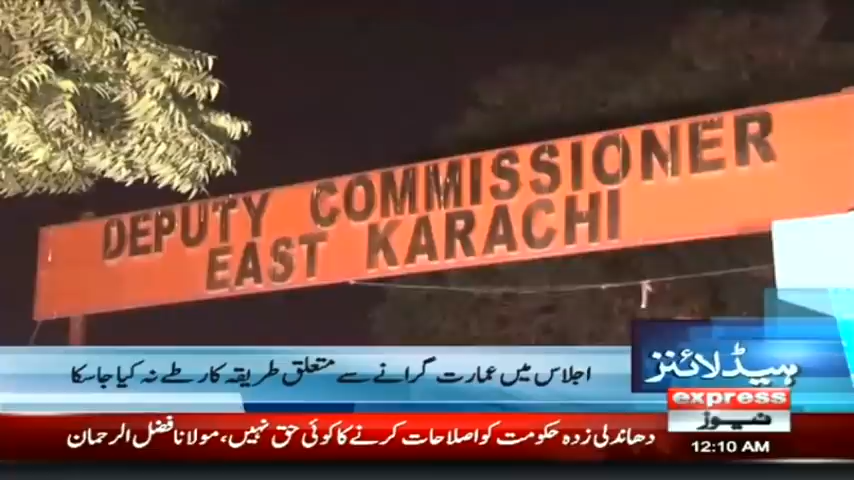 DEPUTY COMMISSIONER
EAST KARACHI
ہیڈلائنز
اجلاس میں عمارت گرانے سے متعلق طریقہ کار طے نہ کیا جاسکا
express
نیوز
دھاندلی زدہ حکومت کو اصلاحات کرنے کا کوئی حق نہیں، مولانا فضل الرحمان
12:10 AM